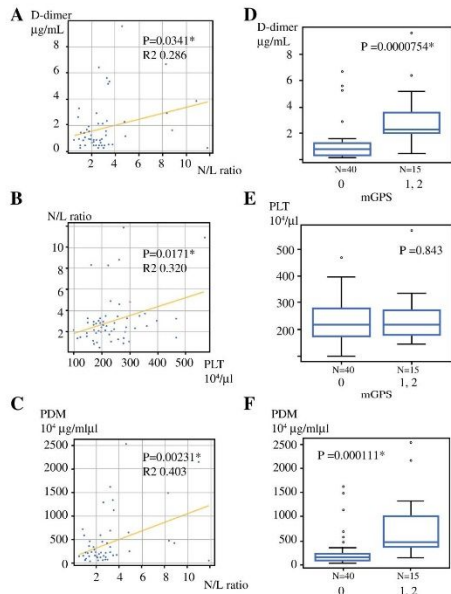 A
D-dimer
µg/mL
P=0.0341*
R2 0.286
8
6
4
2
0
2 4 6 8 10
N/L ratio
B
N/L ratio
P=0.0171*
R2 0.320
10
8
6
4
2
100 200 300 400 500
PLT
10⁴/µl
C
PDM
10⁴ µg/ml µl
P=0.00231*
R2 0.403
2500
2000
1500
1000
500
0
2 4 6 8 10
N/L ratio
D
D-dimer
µg/mL
P =0.0000754*
8
6
4
2
N=40 N=15
0 1, 2
mGPS
E
PLT
10⁴/µl
P =0.843
500
400
300
200
N=40 N=15
0 1, 2
mGPS
F
PDM
10⁴ µg/ml µl
P =0.000111*
2500
2000
1500
1000
500
0
N=40 N=15
0 1, 2